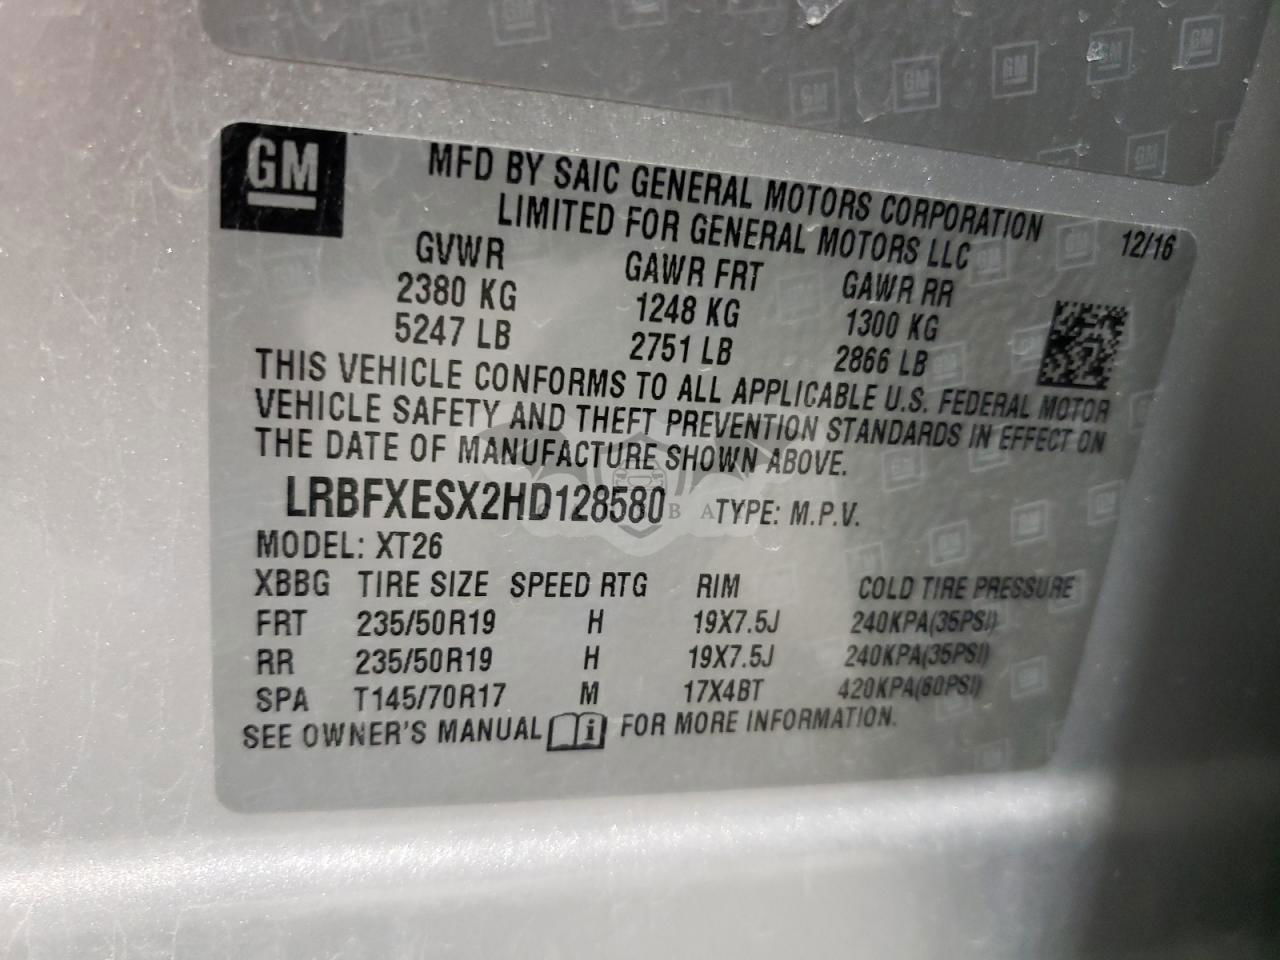 GM
MFD BY SAIC GENERAL MOTORS CORPORATION
LIMITED FOR GENERAL MOTORS LLC
12/16
GVWR GAWR FRT GAWR RR
2380 KG 1248 KG 1300 KG
5247 LB 2751 LB 2866 LB
THIS VEHICLE CONFORMS TO ALL APPLICABLE U.S. FEDERAL MOTOR
VEHICLE SAFETY AND THEFT PREVENTION STANDARDS IN EFFECT ON
THE DATE OF MANUFACTURE SHOWN ABOVE.
LRBFXESX2HD128580 TYPE: M.P.V.
MODEL: XT26
XBBG TIRE SIZE SPEED RTG RIM COLD TIRE PRESSURE
FRT 235/50R19 H 19X7.5J 240KPA(35PSI)
RR 235/50R19 H 19X7.5J 240KPA(35PSI)
SPA T145/70R17 M 17X4BT 420KPA(60PSI)
SEE OWNER'S MANUAL i FOR MORE INFORMATION.